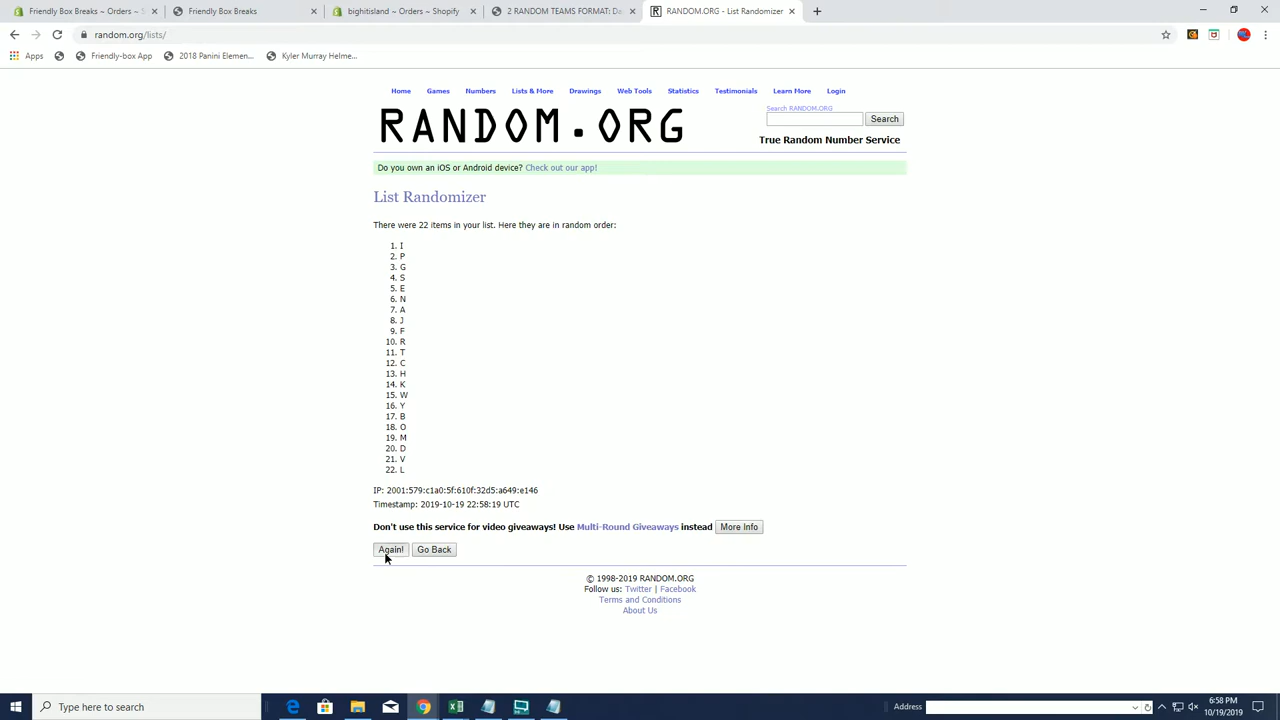 Friendly Box Breaks ~ Orders ~ S
Friendly Box Breaks
bightisland ~ Orders ~ Shopify
2 RANDOM TEAMS FORMAT: Da
RANDOM.ORG - List Randomizer
random.org/lists/
Apps
Friendly-box App
2018 Panini Elemen...
Kyler Murray Helme...
Home Games Numbers Lists & More Drawings Web Tools Statistics Testimonials Learn More Login
RANDOM.ORG
Search RANDOM.ORG
Search
True Random Number Service
Do you own an iOS or Android device? Check out our app!
List Randomizer
There were 22 items in your list. Here they are in random order:
1. I
2. P
3. G
4. S
5. E
6. N
7. A
8. J
9. F
10. R
11. T
12. C
13. H
14. K
15. W
16. Y
17. B
18. O
19. M
20. D
21. V
22. L
IP: 2001:579:c1a0:5f:610f:32d5:a649:e146
Timestamp: 2019-10-19 22:58:19 UTC
Don't use this service for video giveaways! Use Multi-Round Giveaways instead More Info
Again! Go Back
© 1998-2019 RANDOM.ORG
Follow us: Twitter | Facebook
Terms and Conditions
About Us
Type here to search
Address
6:58 PM
10/19/2019